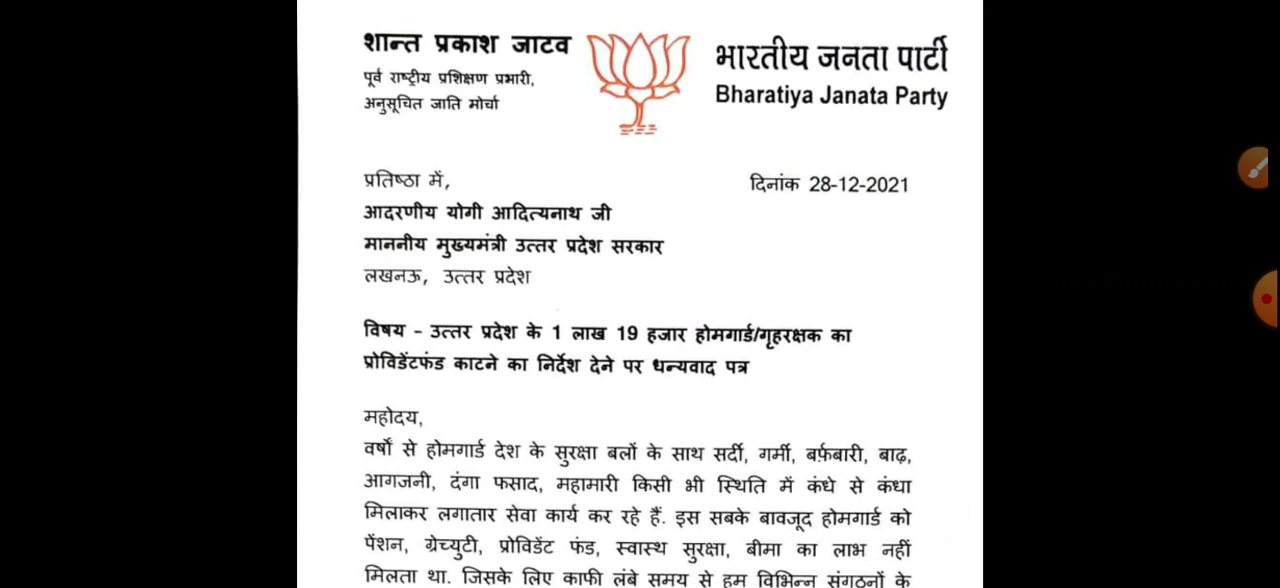 शान्त प्रकाश जाटव
पूर्व राष्ट्रीय प्रशिक्षण प्रभारी,
अनुसूचित जाति मोर्चा
भारतीय जनता पार्टी
Bharatiya Janata Party
प्रतिष्ठा में,
दिनांक 28-12-2021
आदरणीय योगी आदित्यनाथ जी
माननीय मुख्यमंत्री उत्तर प्रदेश सरकार
लखनऊ, उत्तर प्रदेश
विषय - उत्तर प्रदेश के 1 लाख 19 हजार होमगार्ड/गृहरक्षक का
प्रोविडेंटफंड काटने का निर्देश देने पर धन्यवाद पत्र
महोदय,
वर्षों से होमगार्ड देश के सुरक्षा बलों के साथ सर्दी, गर्मी, बर्फ़बारी, बाढ़,
आगजनी, दंगा फसाद, महामारी किसी भी स्थिति में कंधे से कंधा
मिलाकर लगातार सेवा कार्य कर रहे हैं. इस सबके बावजूद होमगार्ड को
पेंशन, ग्रेच्युटी, प्रोविडेंट फंड, स्वास्थ सुरक्षा, बीमा का लाभ नहीं
मिलता था. जिसके लिए काफी लंबे समय से हम विभिन्न संगठनों के